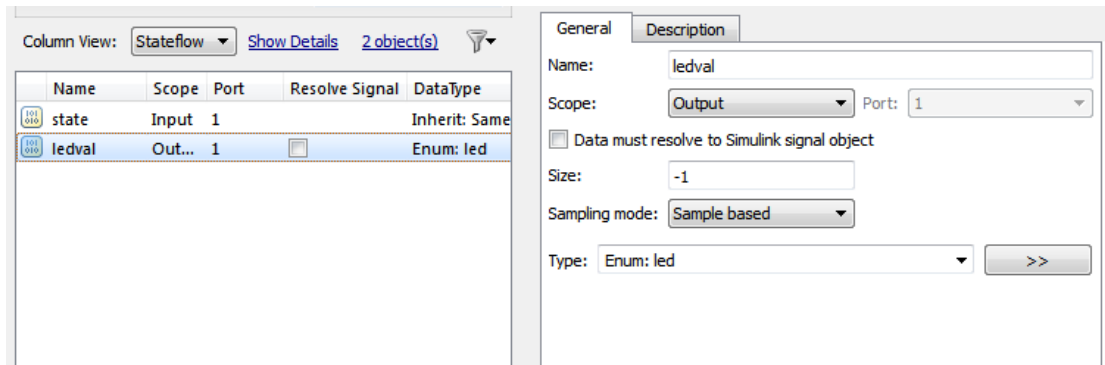 Column View: Stateflow Show Details 2 object(s)
Name Scope Port Resolve Signal DataType
state Input 1 Inherit: Same
ledval Out... 1 Enum: led
General Description
Name: ledval
Scope: Output Port: 1
Data must resolve to Simulink signal object
Size: -1
Sampling mode: Sample based
Type: Enum: led >>